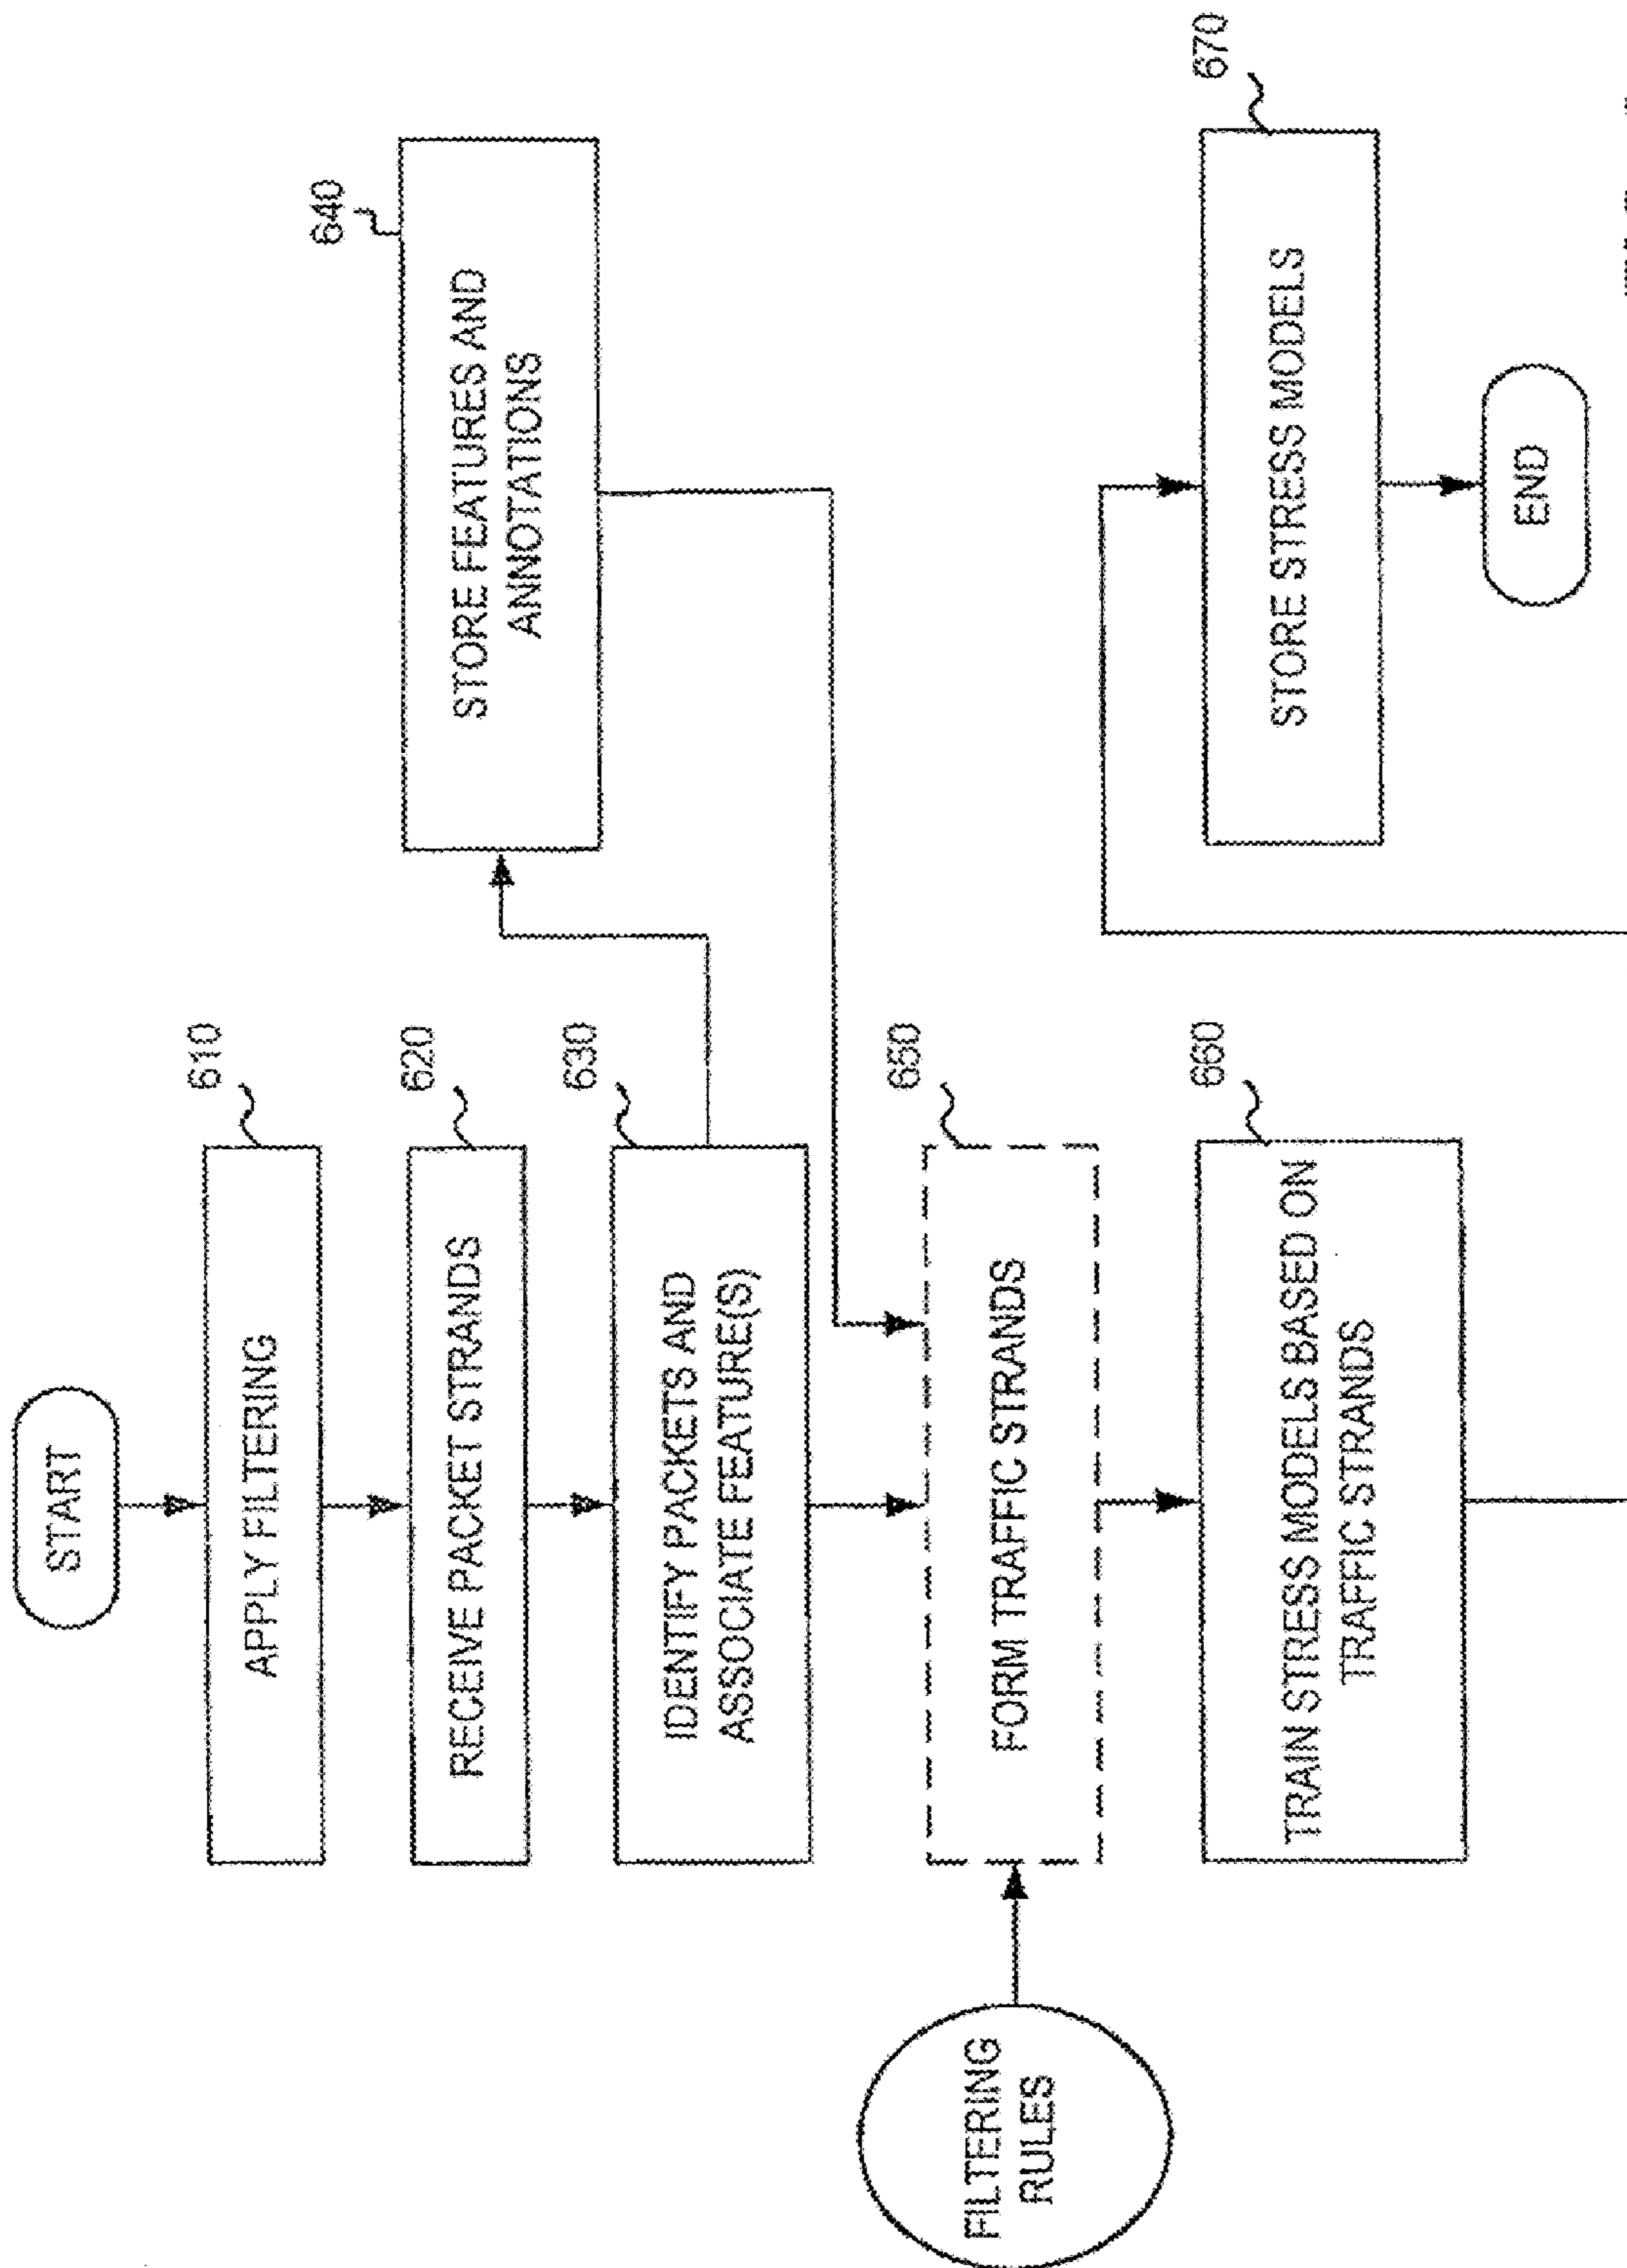 START
610
APPLY FILTERING
620
RECEIVE PACKET STRANDS
630
IDENTIFY PACKETS AND
ASSOCIATE FEATURE(S)
640
STORE FEATURES AND
ANNOTATIONS
650
FORM TRAFFIC STRANDS
FILTERING
RULES
660
TRAIN STRESS MODELS BASED ON
TRAFFIC STRANDS
670
STORE STRESS MODELS
END